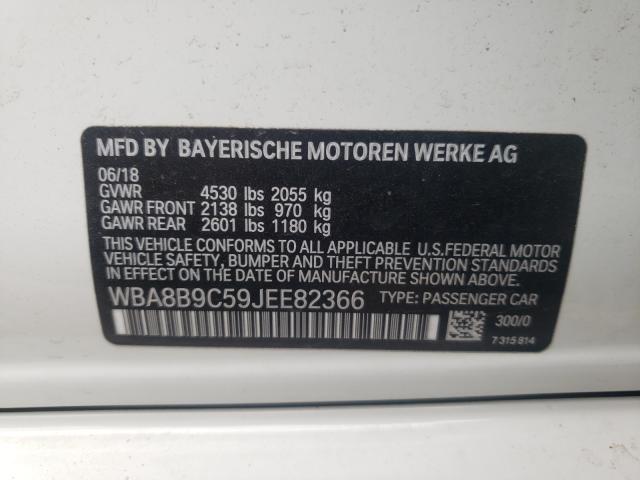 MFD BY BAYERISCHE MOTOREN WERKE AG
06/18
GVWR 4530 lbs 2055 kg
GAWR FRONT 2138 lbs 970 kg
GAWR REAR 2601 lbs 1180 kg
THIS VEHICLE CONFORMS TO ALL APPLICABLE U.S.FEDERAL MOTOR
VEHICLE SAFETY, BUMPER AND THEFT PREVENTION STANDARDS
IN EFFECT ON THE DATE OF MANUFACTURE SHOWN ABOVE.
WBA8B9C59JEE82366 TYPE: PASSENGER CAR
300/0
7 315 814